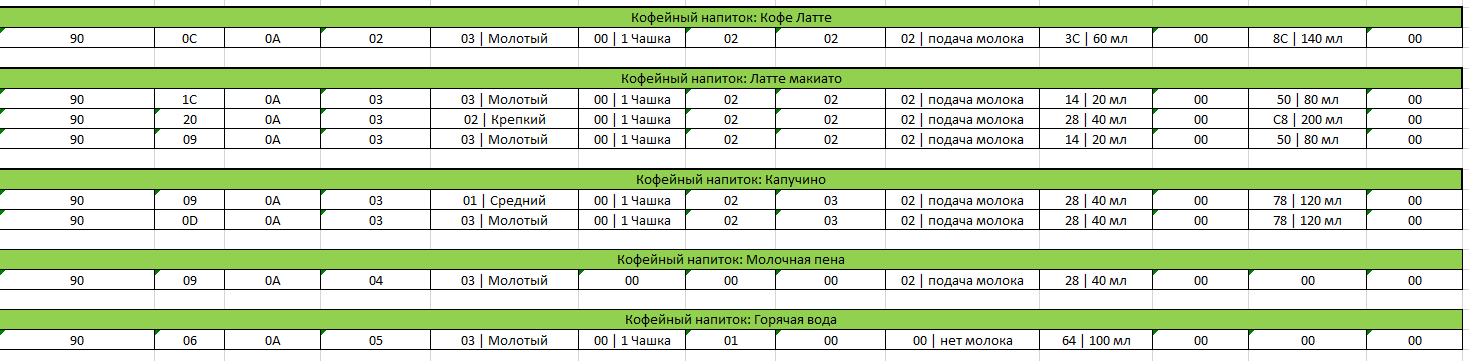 Кофейный напиток: Кофе Латте
90 0C 0A 02 03 | Молотый 00 | 1 Чашка 02 02 02 | подача молока 3C | 60 мл 00 8C | 140 мл 00
Кофейный напиток: Латте макиато
90 1C 0A 03 03 | Молотый 00 | 1 Чашка 02 02 02 | подача молока 14 | 20 мл 00 50 | 80 мл 00
90 20 0A 03 02 | Крепкий 00 | 1 Чашка 02 02 02 | подача молока 28 | 40 мл 00 C8 | 200 мл 00
90 09 0A 03 03 | Молотый 00 | 1 Чашка 02 02 02 | подача молока 14 | 20 мл 00 50 | 80 мл 00
Кофейный напиток: Капучино
90 09 0A 03 01 | Средний 00 | 1 Чашка 02 03 02 | подача молока 28 | 40 мл 00 78 | 120 мл 00
90 0D 0A 03 03 | Молотый 00 | 1 Чашка 02 03 02 | подача молока 28 | 40 мл 00 78 | 120 мл 00
Кофейный напиток: Молочная пена
90 09 0A 04 03 | Молотый 00 00 00 02 | подача молока 28 | 40 мл 00 00 00
Кофейный напиток: Горячая вода
90 06 0A 05 03 | Молотый 00 | 1 Чашка 01 00 00 | нет молока 64 | 100 мл 00 00 00